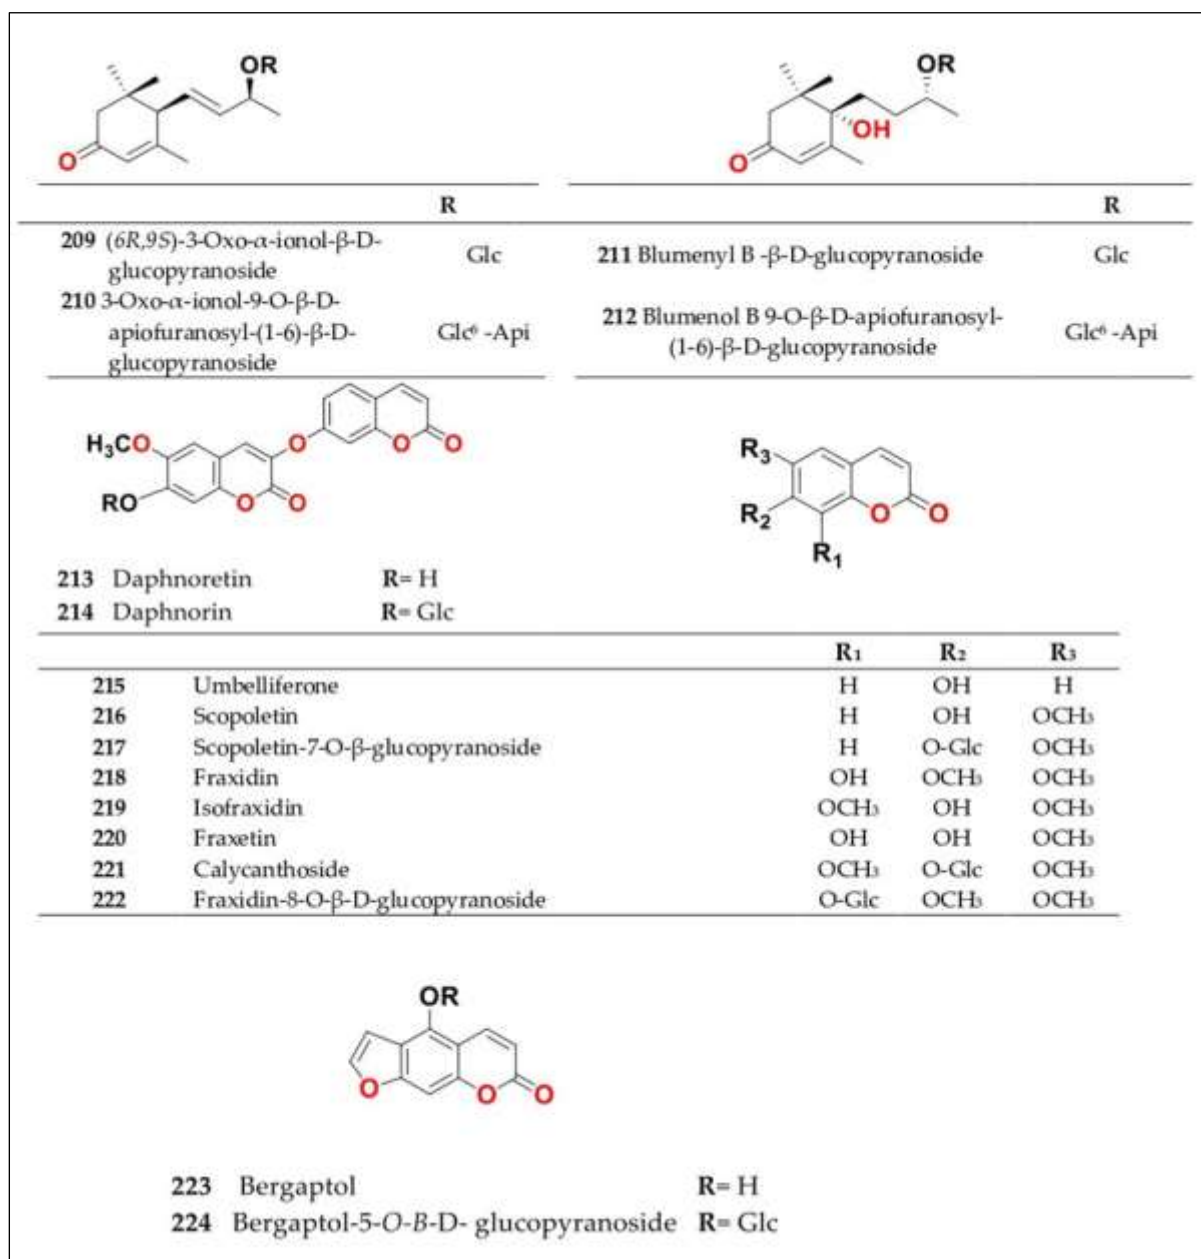 OR
O
OR
OH
O
R
R
209 (6R,9S)-3-Oxo-α-ionol-β-D-
glucopyranoside
Glc
210 3-Oxo-α-ionol-9-O-β-D-
apiofuranosyl-(1-6)-β-D-
glucopyranoside
Glc⁶ -Api
211 Blumenyl B -β-D-glucopyranoside
Glc
212 Blumenol B 9-O-β-D-apiofuranosyl-
(1-6)-β-D-glucopyranoside
Glc⁶ -Api
H₃CO
RO
O
O
O
O
O
213 Daphnoretin R= H
214 Daphnorin R= Glc
R₃
R₂
R₁
O
O
R₁ R₂ R₃
215 Umbelliferone H OH H
216 Scopoletin H OH OCH₃
217 Scopoletin-7-O-β-glucopyranoside H O-Glc OCH₃
218 Fraxidin OH OCH₃ OCH₃
219 Isofraxidin OCH₃ OH OCH₃
220 Fraxetin OH OH OCH₃
221 Calycanthoside OCH₃ O-Glc OCH₃
222 Fraxidin-8-O-β-D-glucopyranoside O-Glc OCH₃ OCH₃
OR
O
O
O
223 Bergaptol R= H
224 Bergaptol-5-O-B-D- glucopyranoside R= Glc